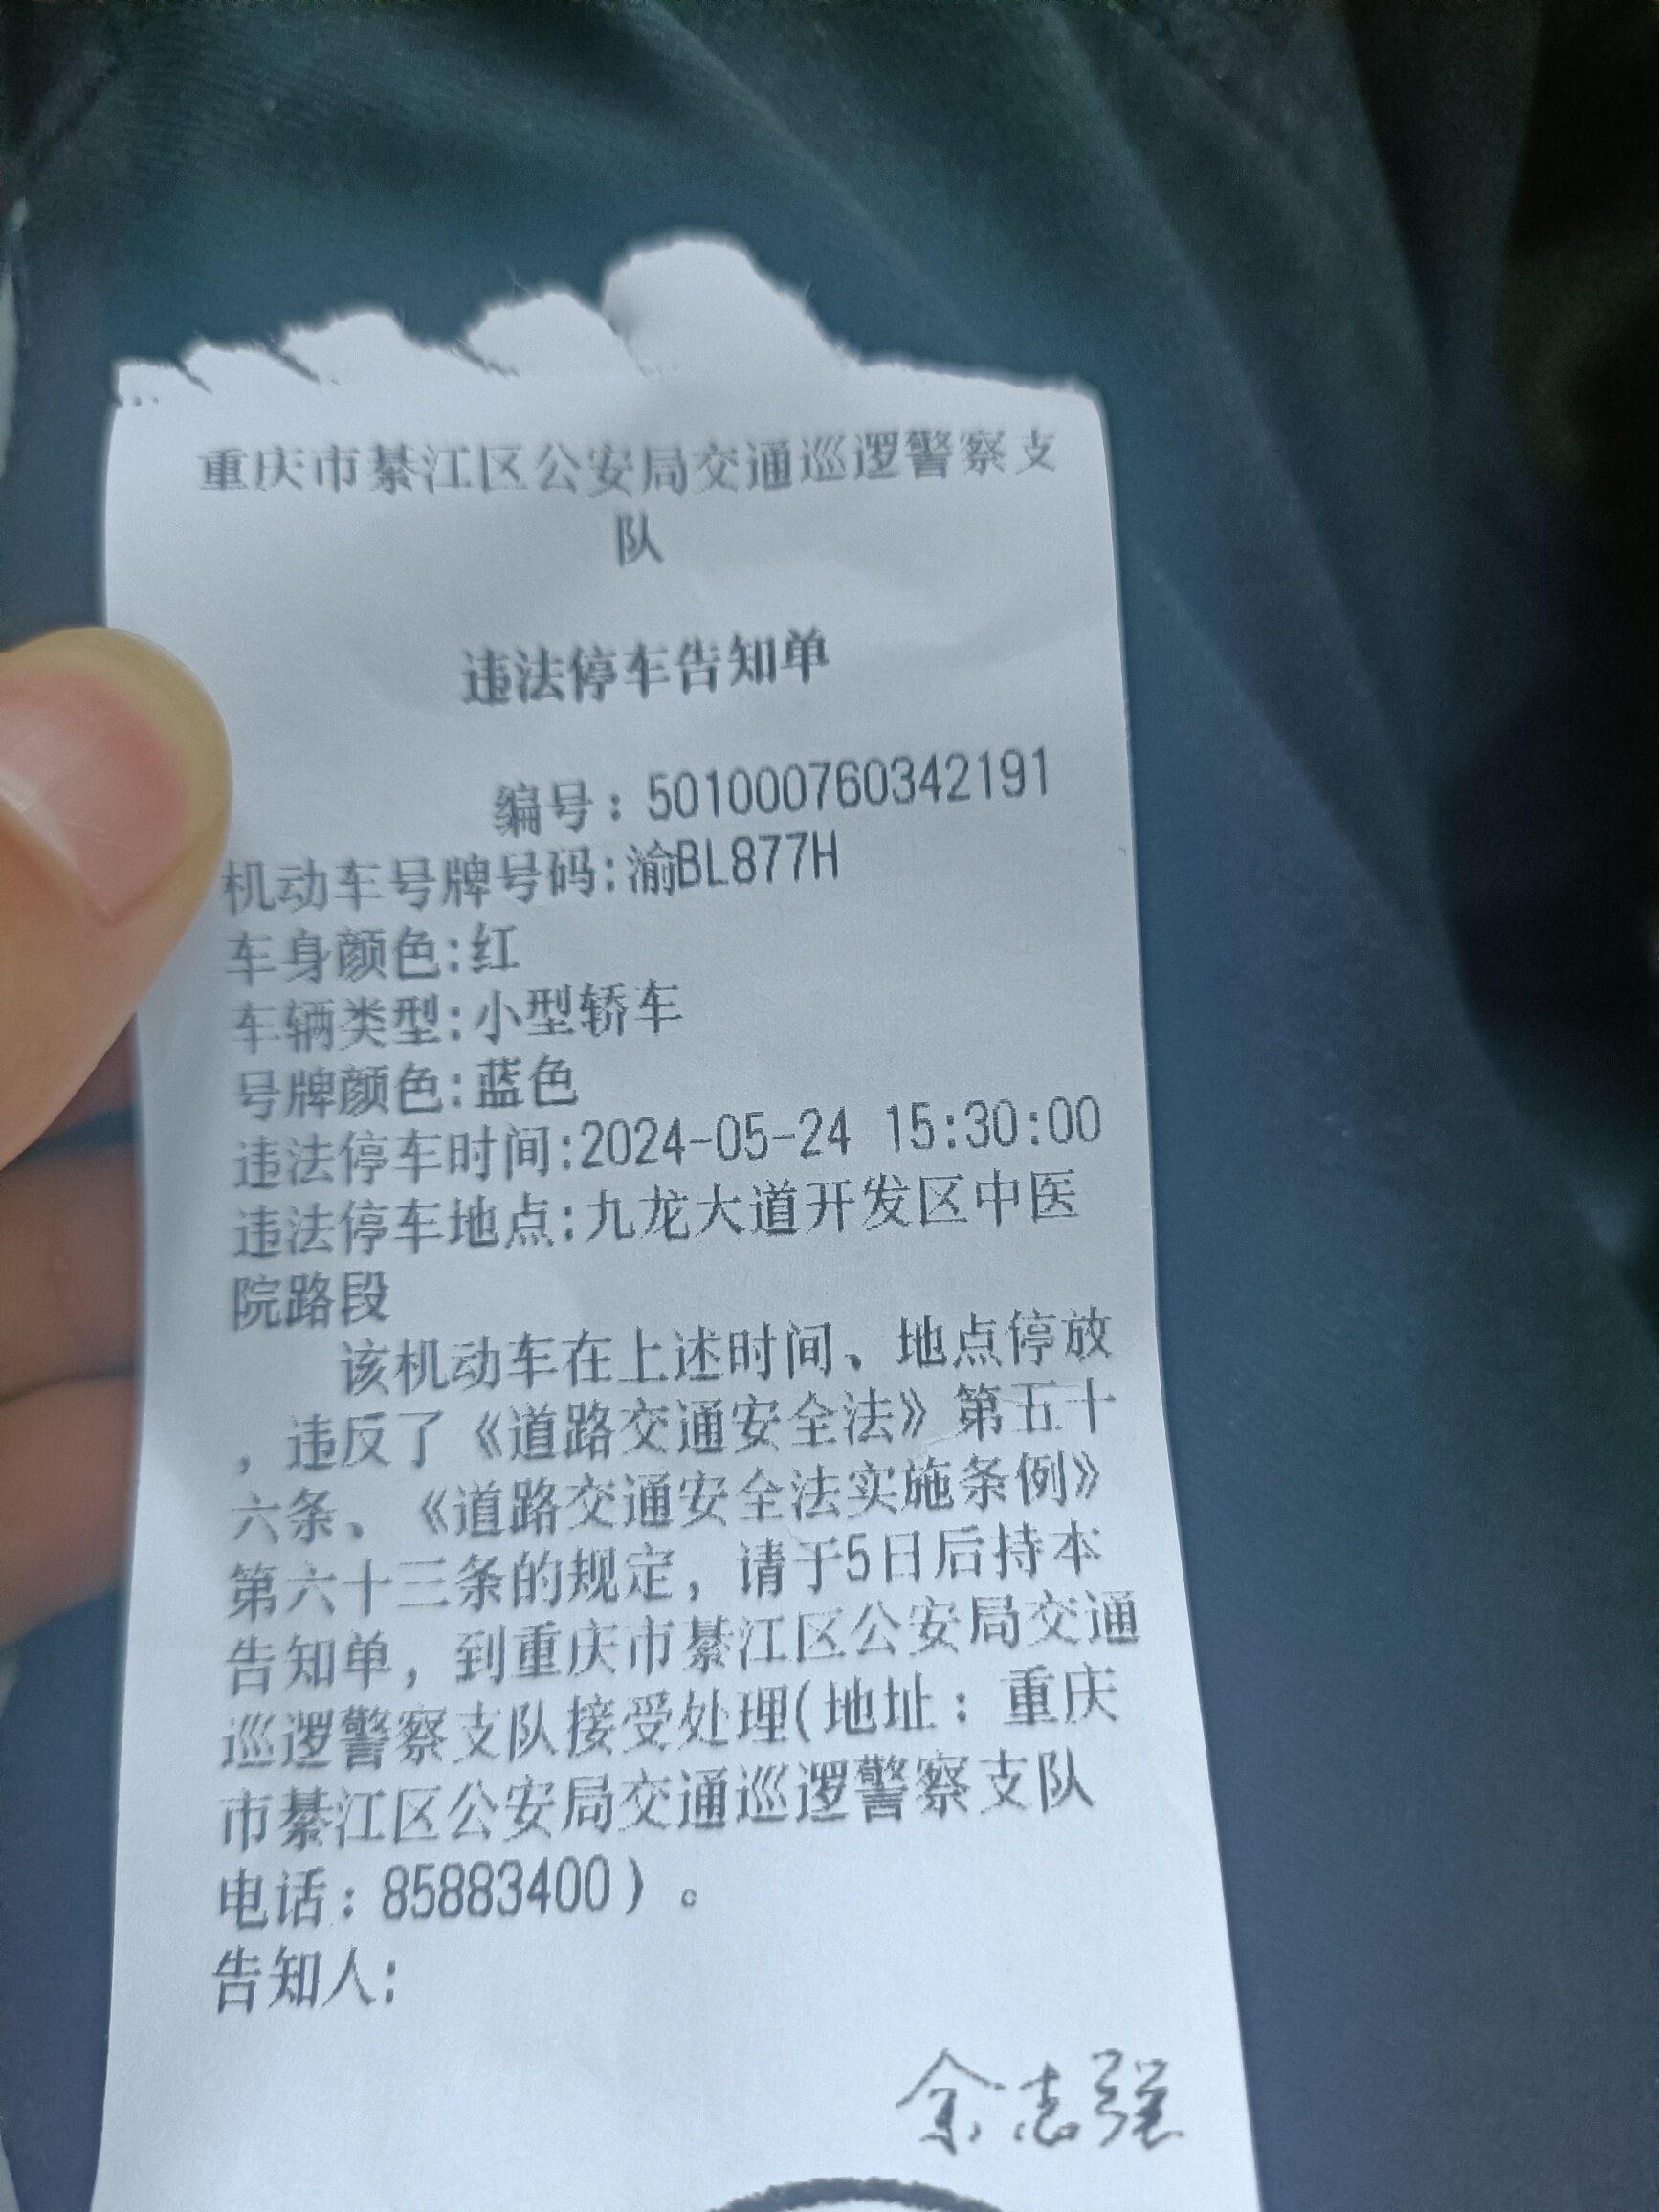 重庆市綦江区公安局交通巡逻警察支
队
违法停车告知单
编号：501000760342191
机动车号牌号码:渝BL877H
车身颜色:红
车辆类型:小型轿车
号牌颜色:蓝色
违法停车时间:2024-05-24 15:30:00
违法停车地点:九龙大道开发区中医
院路段
该机动车在上述时间、地点停放
，违反了《道路交通安全法》第五十
六条、《道路交通安全法实施条例》
第六十三条的规定，请于5日后持本
告知单，到重庆市綦江区公安局交通
巡逻警察支队接受处理(地址：重庆
市綦江区公安局交通巡逻警察支队
电话：85883400）。
告知人:
余志强